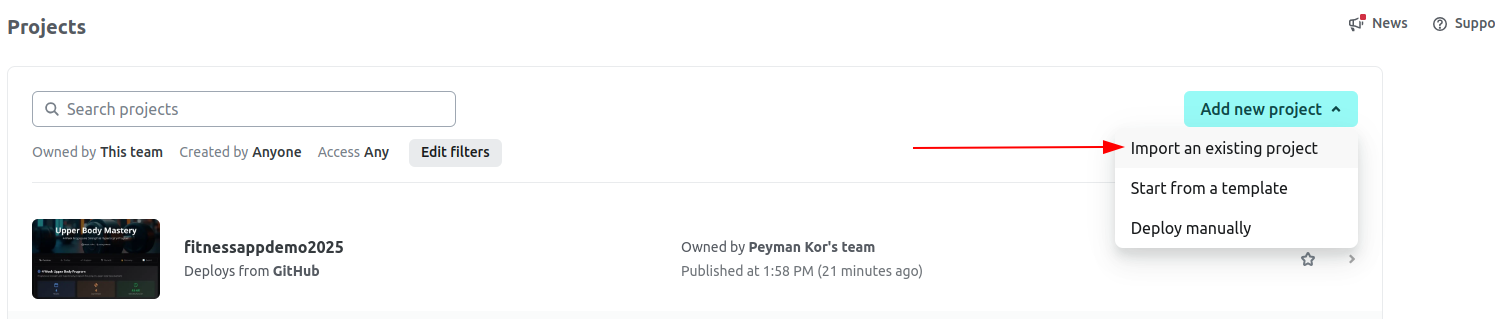 Projects
News
Suppo
Search projects
Add new project
Owned by This team Created by Anyone Access Any Edit filters
Import an existing project
Start from a template
Deploy manually
Upper Body Mastery
fitnessappdemo2025
Deploys from GitHub
Owned by Peyman Kor's team
Published at 1:58 PM (21 minutes ago)